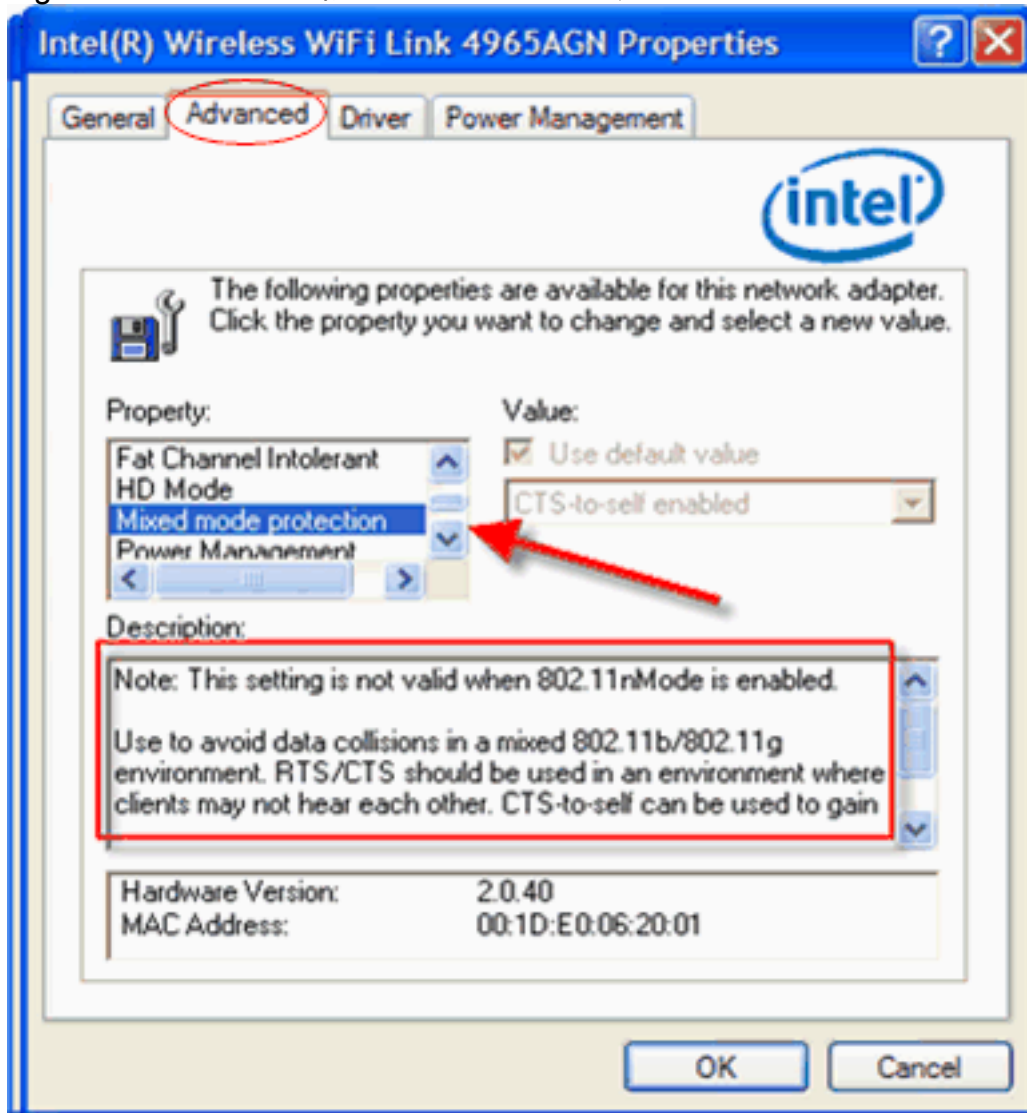 Intel(R) Wireless WiFi Link 4965AGN Properties
General Advanced Driver Power Management
intel
The following properties are available for this network adapter.
Click the property you want to change and select a new value.
Property: Value:
Fat Channel Intolerant
HD Mode
Mixed mode protection
Power Management
Use default value
CTS-to-self enabled
Description:
Note: This setting is not valid when 802.11nMode is enabled.
Use to avoid data collisions in a mixed 802.11b/802.11g
environment. RTS/CTS should be used in an environment where
clients may not hear each other. CTS-to-self can be used to gain
Hardware Version: 2.0.40
MAC Address: 00:1D:E0:06:20:01
OK Cancel